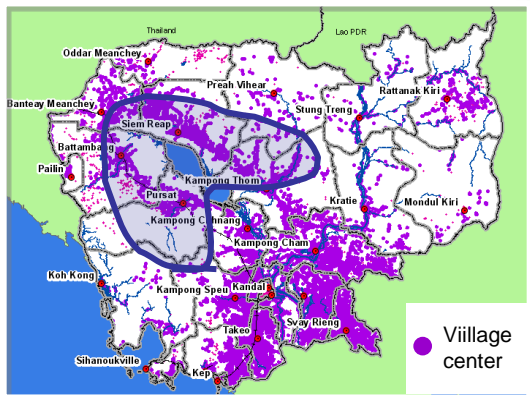 Thailand
Lao PDR
Oddar Meanchey
Preah Vihear
Rattanak Kiri
Banteay Meanchey
Stung Treng
Siem Reap
Battambang
Pailin
Kampong Thom
Pursat
Kratie
Mondul Kiri
Kampong Chhnang
Kampong Cham
Koh Kong
Kampong Speu
Kandal
Takeo
Svay Rieng
Sihanoukville
Kep
Viillage
center